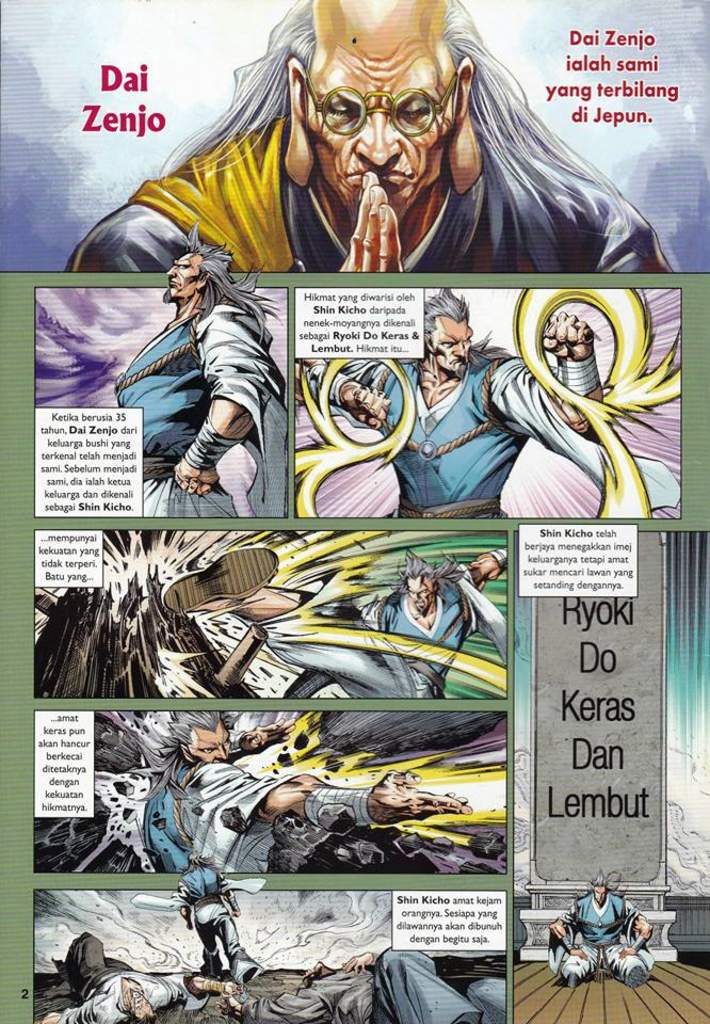 Dai
Zenjo
Dai Zenjo
ialah sami
yang terbilang
di Jepun.
Ketika berusia 35
tahun, Dai Zenjo dari
keluarga bushi yang
terkenal telah menjadi
sami. Sebelum menjadi
sami, dia ialah ketua
keluarga dan dikenali
sebagai Shin Kicho.
Hikmat yang diwarisi oleh
Shin Kicho daripada
nenek-moyangnya dikenali
sebagai Ryoki Do Keras &
Lembut. Hikmat itu...
...mempunyai
kekuatan yang
tidak terperi.
Batu yang...
Shin Kicho telah
berjaya menegakkan imej
keluarganya tetapi amat
sukar mencari lawan yang
setanding dengannya.
Ryoki
Do
Keras
Dan
Lembut
...amat
keras pun
akan hancur
berkecai
ditetaknya
dengan
kekuatan
hikmatnya.
Shin Kicho amat kejam
orangnya. Sesiapa yang
dilawannya akan dibunuh
dengan begitu saja.
2